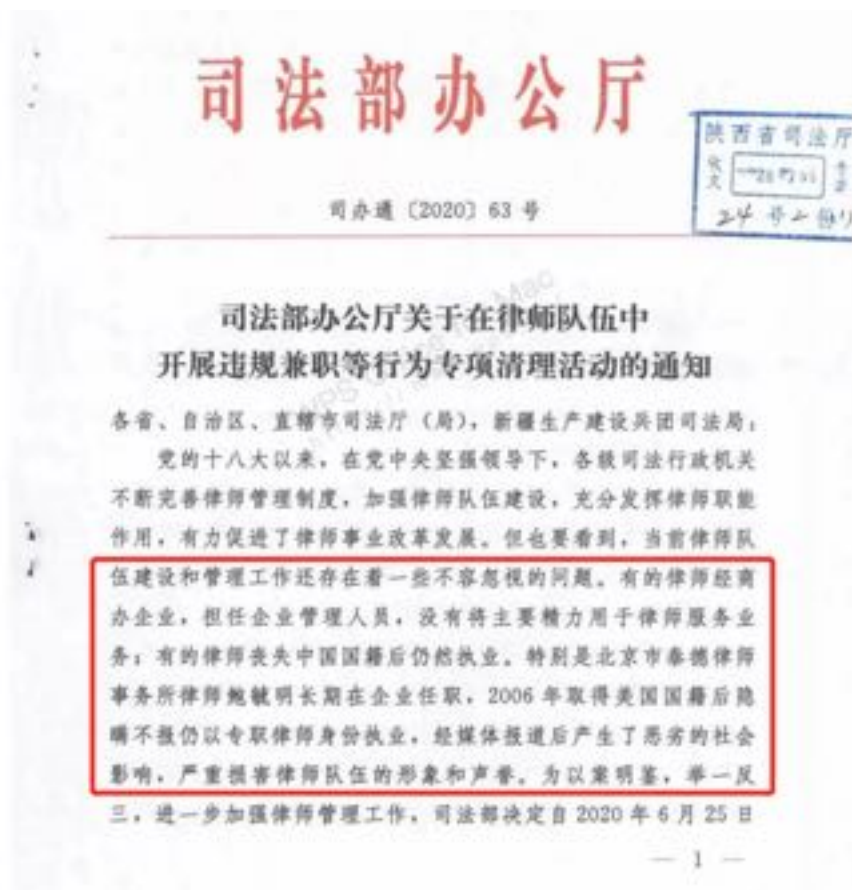 司法部办公厅
陕西省司法厅
收文
24号2份
司办通〔2020〕63 号
司法部办公厅关于在律师队伍中
开展违规兼职等行为专项清理活动的通知
各省、自治区、直辖市司法厅（局），新疆生产建设兵团司法局：
党的十八大以来，在党中央坚强领导下，各级司法行政机关
不断完善律师管理制度，加强律师队伍建设，充分发挥律师职能
作用，有力促进了律师事业改革发展。但也要看到，当前律师队
伍建设和管理工作还存在着一些不容忽视的问题。有的律师经商
办企业，担任企业管理人员，没有将主要精力用于律师服务业
务；有的律师丧失中国国籍后仍然执业。特别是北京市泰德律师
事务所律师鲍毓明长期在企业任职，2006 年取得美国国籍后隐
瞒不报仍以专职律师身份执业，经媒体报道后产生了恶劣的社会
影响，严重损害律师队伍的形象和声誉。为以案明鉴，举一反
三，进一步加强律师管理工作，司法部决定自 2020 年 6 月 25 日
— 1 —